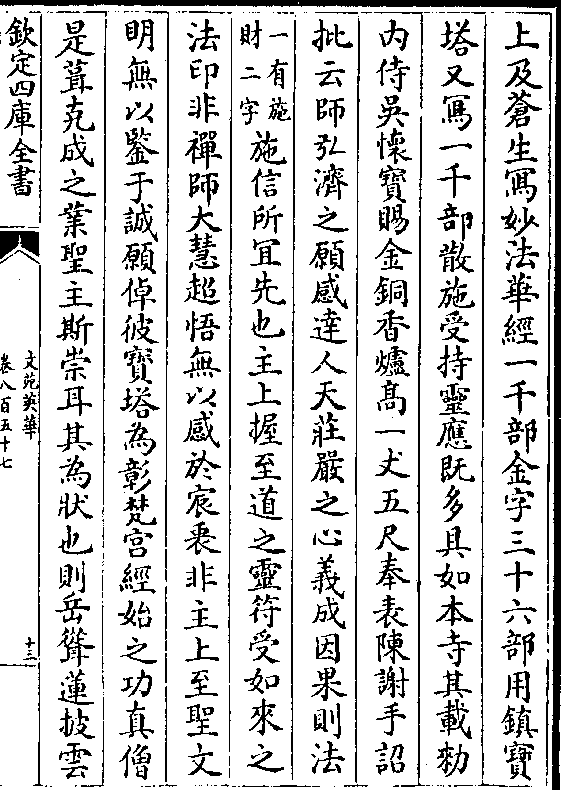 上及蒼生寫妙法華經一千部金字三十六部用鎮寶
塔又寫一千部散施受持靈應既多具如本寺其載勑
内侍吳懷寶賜金銅香爐高一丈五尺奉表陳謝手詔
批云師弘濟之願感逹人天莊嚴之心義成因果則法
一有施
財二字
施信所宜先也主上握至道之靈符受如來之
法印非禪師大慧超悟無以感於宸衷非主上至聖文
明無以鑒于誠願倬彼寳塔為彰梵宫經始之功真僧
是葺克成之業聖主斯崇耳其為狀也則岳聳蓮披雲
欽定四庫全書
文苑英華
卷八百五十七
十三